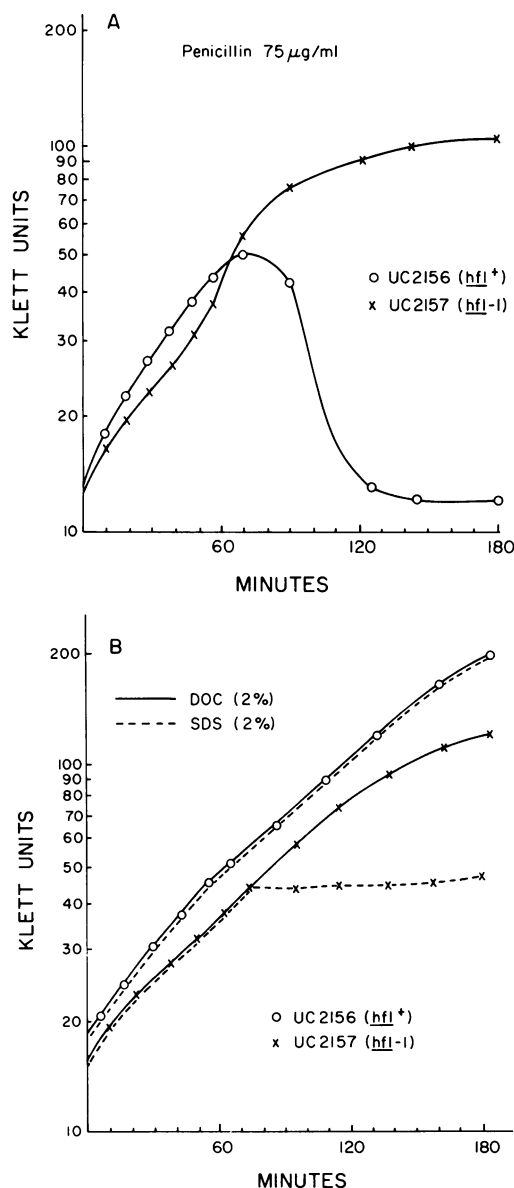 A
Penicillin 75 μg/ml
200
100
90
80
70
60
50
40
30
20
10
KLETT UNITS
o UC2156 (hfl+)
x UC2157 (hfl-1)
60
120
180
MINUTES
B
200
100
90
80
70
60
50
40
30
20
10
KLETT UNITS
DOC (2%)
SDS (2%)
o UC2156 (hfl+)
x UC2157 (hfl-1)
60
120
180
MINUTES